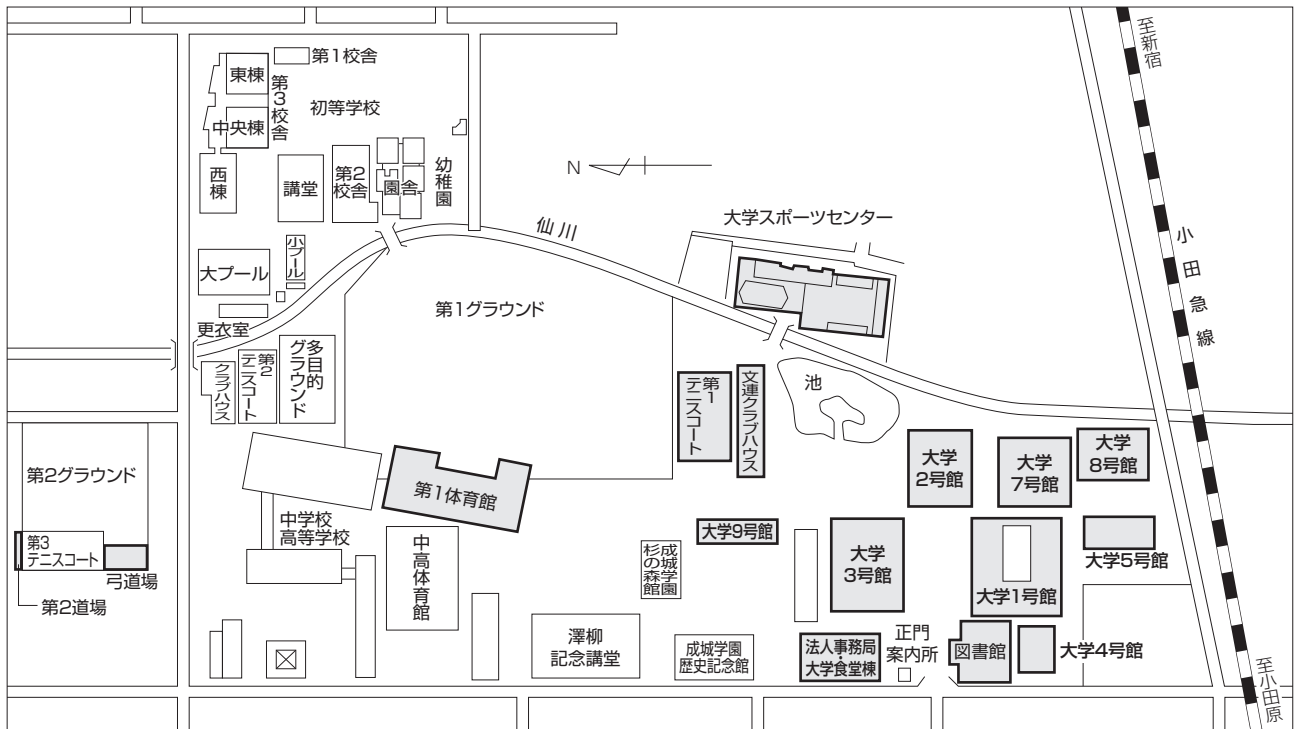 第1校舎
東棟
第3校舎
中央棟
初等学校
西棟
講堂
第2
校舎
園舎
幼稚園
N
至新宿
大学スポーツセンター
仙川
小田急線
小プール
大プール
第1グラウンド
更衣室
クラブハウス
第2
テニスコート
多目的
グラウンド
第1
テニスコート
文連クラブハウス
池
大学
2号館
大学
7号館
大学
8号館
第2グラウンド
第1体育館
中学校
高等学校
第3
テニスコート
弓道場
第2道場
中高体育館
成城学園
杉の森館
大学9号館
大学
3号館
大学1号館
大学5号館
澤柳
記念講堂
成城学園
歴史記念館
法人事務局
・
大学食堂棟
正門
案内所
図書館
大学4号館
至小田原